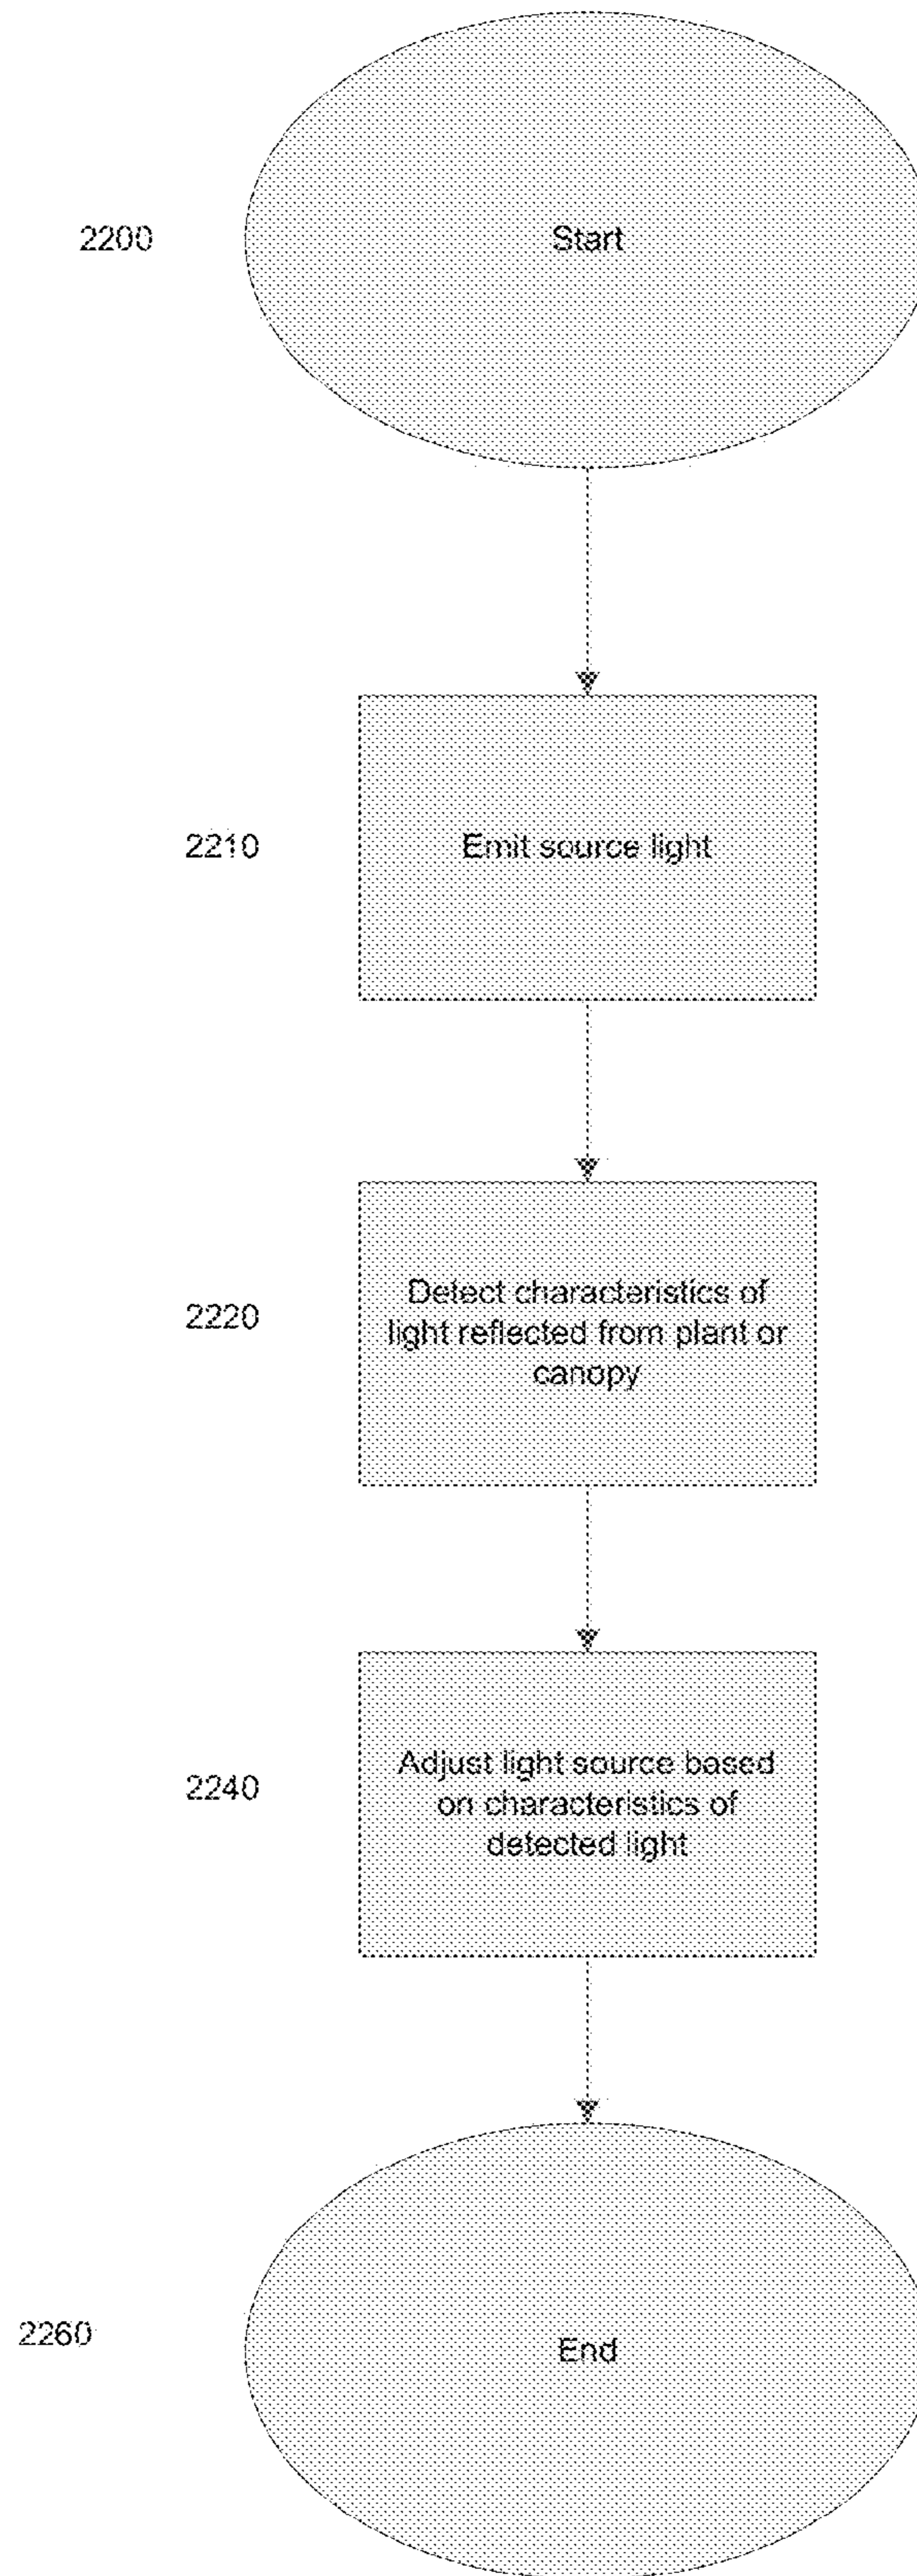 2200
Start
2210
Emit source light
2220
Detect characteristics of
light reflected from plant or
canopy
2240
Adjust light source based
on characteristics of
detected light
2260
End